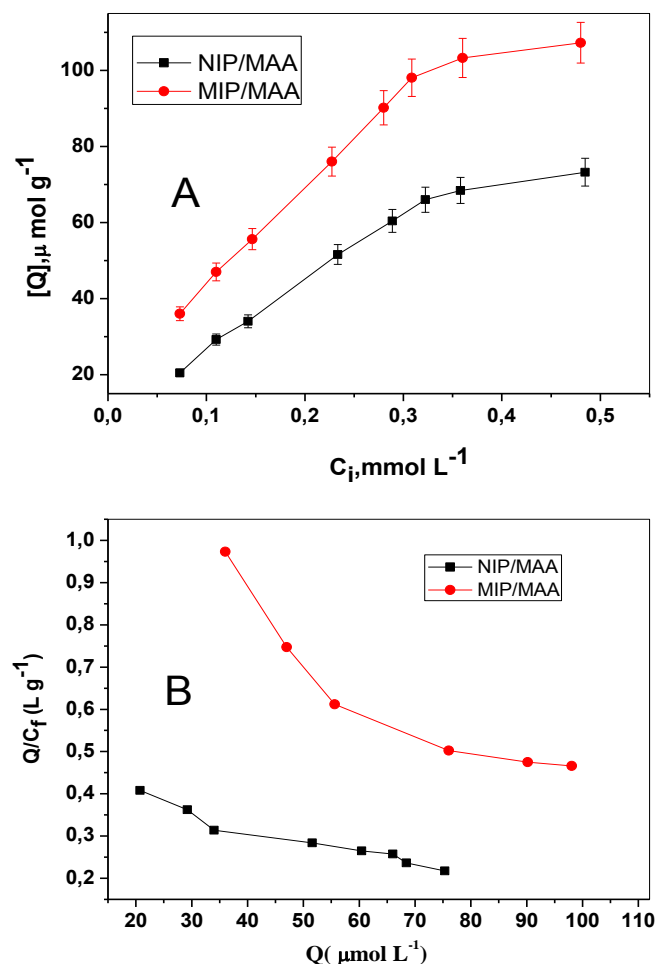 NIP/MAA
MIP/MAA
A
[Q],μ mol g⁻¹
100
80
60
40
20
0,0 0,1 0,2 0,3 0,4 0,5
Cᵢ,mmol L⁻¹
NIP/MAA
MIP/MAA
B
Q/C_f (L g⁻¹)
1,0
0,9
0,8
0,7
0,6
0,5
0,4
0,3
0,2
20 30 40 50 60 70 80 90 100 110
Q( μmol L⁻¹)